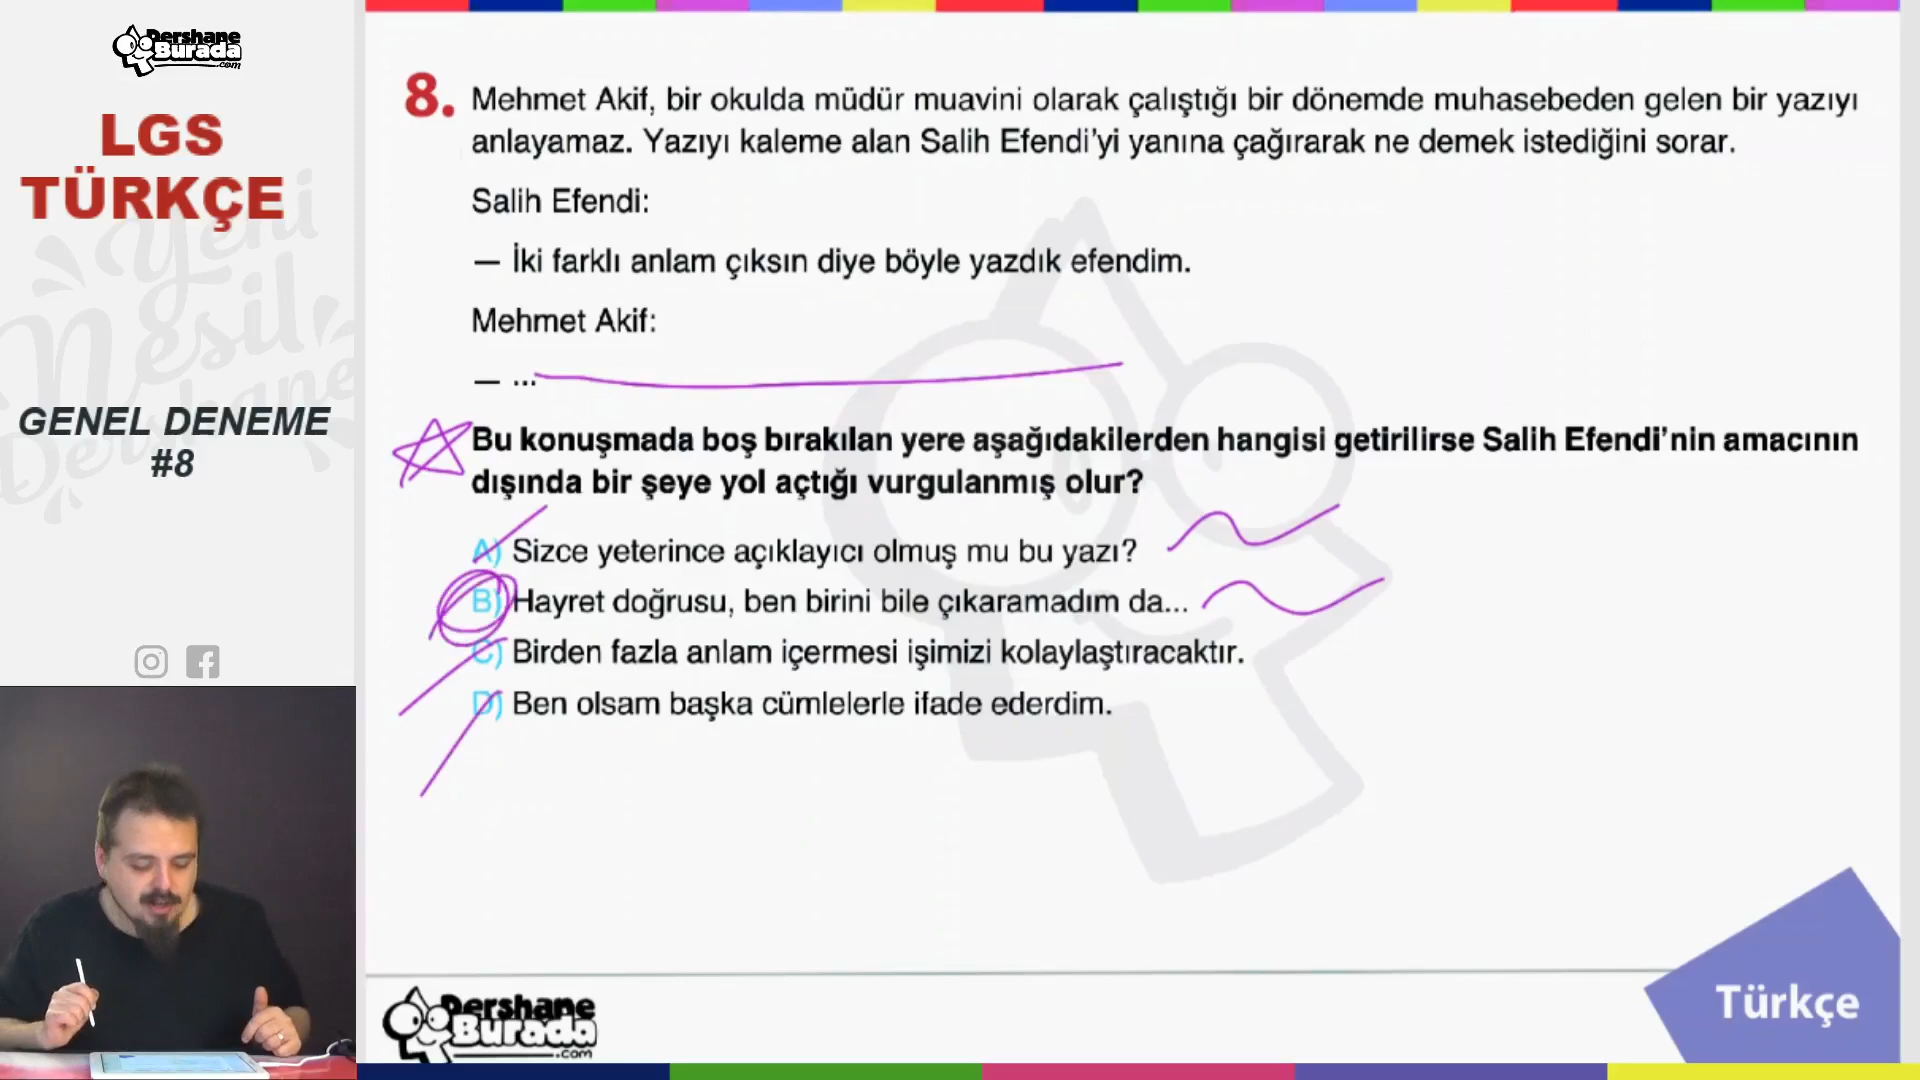 Dershane
Burada
.com
LGS
TÜRKÇE
Yeni
Nesil
Dershane
GENEL DENEME
#8
8. Mehmet Akif, bir okulda müdür muavini olarak çalıştığı bir dönemde muhasebeden gelen bir yazıyı
anlayamaz. Yazıyı kaleme alan Salih Efendi'yi yanına çağırarak ne demek istediğini sorar.
Salih Efendi:
— İki farklı anlam çıksın diye böyle yazdık efendim.
Mehmet Akif:
— ...
Bu konuşmada boş bırakılan yere aşağıdakilerden hangisi getirilirse Salih Efendi'nin amacının
dışında bir şeye yol açtığı vurgulanmış olur?
A) Sizce yeterince açıklayıcı olmuş mu bu yazı?
B) Hayret doğrusu, ben birini bile çıkaramadım da...
C) Birden fazla anlam içermesi işimizi kolaylaştıracaktır.
D) Ben olsam başka cümlelerle ifade ederdim.
Dershane
Burada
.com
Türkçe